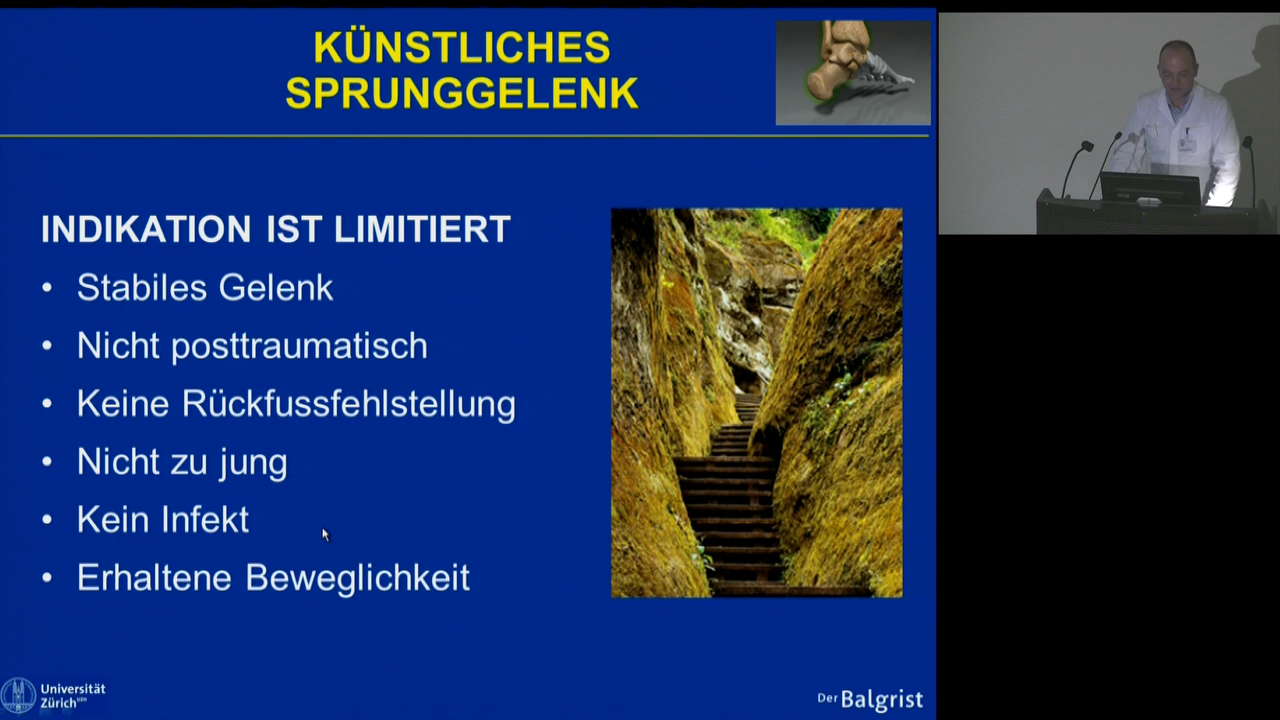 KÜNSTLICHES
SPRUNGGELENK
INDIKATION IST LIMITIERT
• Stabiles Gelenk
• Nicht posttraumatisch
• Keine Rückfussfehlstellung
• Nicht zu jung
• Kein Infekt
• Erhaltene Beweglichkeit
Universität
Zürich UZH
Der Balgrist